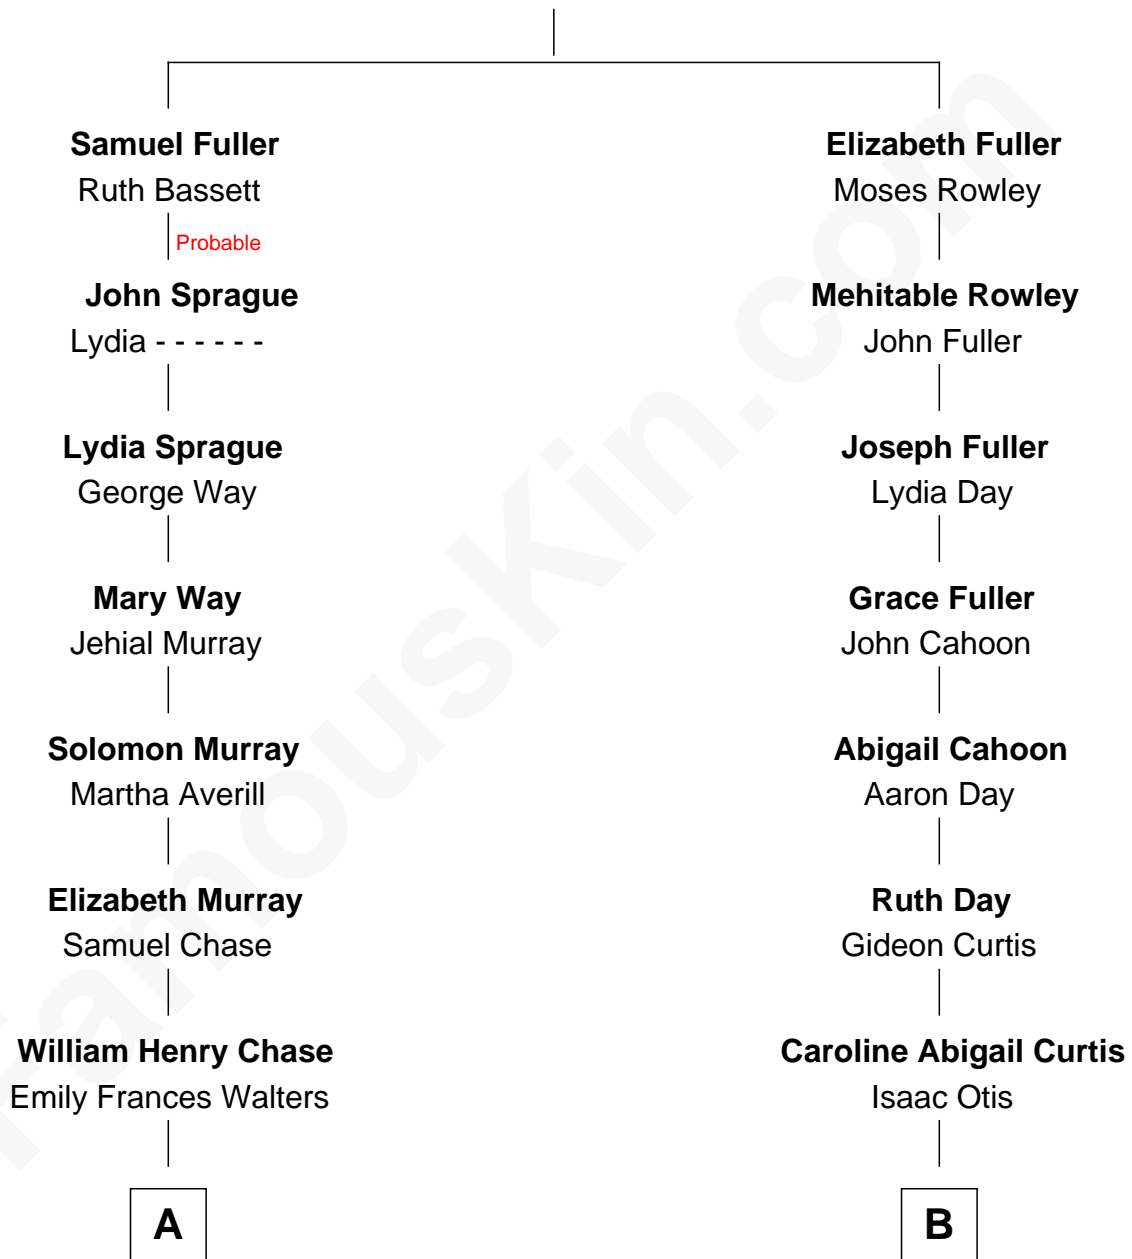 Samuel Fuller
Ruth Bassett
Probable
John Sprague
Lydia - - - - - -
Lydia Sprague
George Way
Mary Way
Jehial Murray
Solomon Murray
Martha Averill
Elizabeth Murray
Samuel Chase
William Henry Chase
Emily Frances Walters
A
Elizabeth Fuller
Moses Rowley
Mehitable Rowley
John Fuller
Joseph Fuller
Lydia Day
Grace Fuller
John Cahoon
Abigail Cahoon
Aaron Day
Ruth Day
Gideon Curtis
Caroline Abigail Curtis
Isaac Otis
B
FamousKin.com